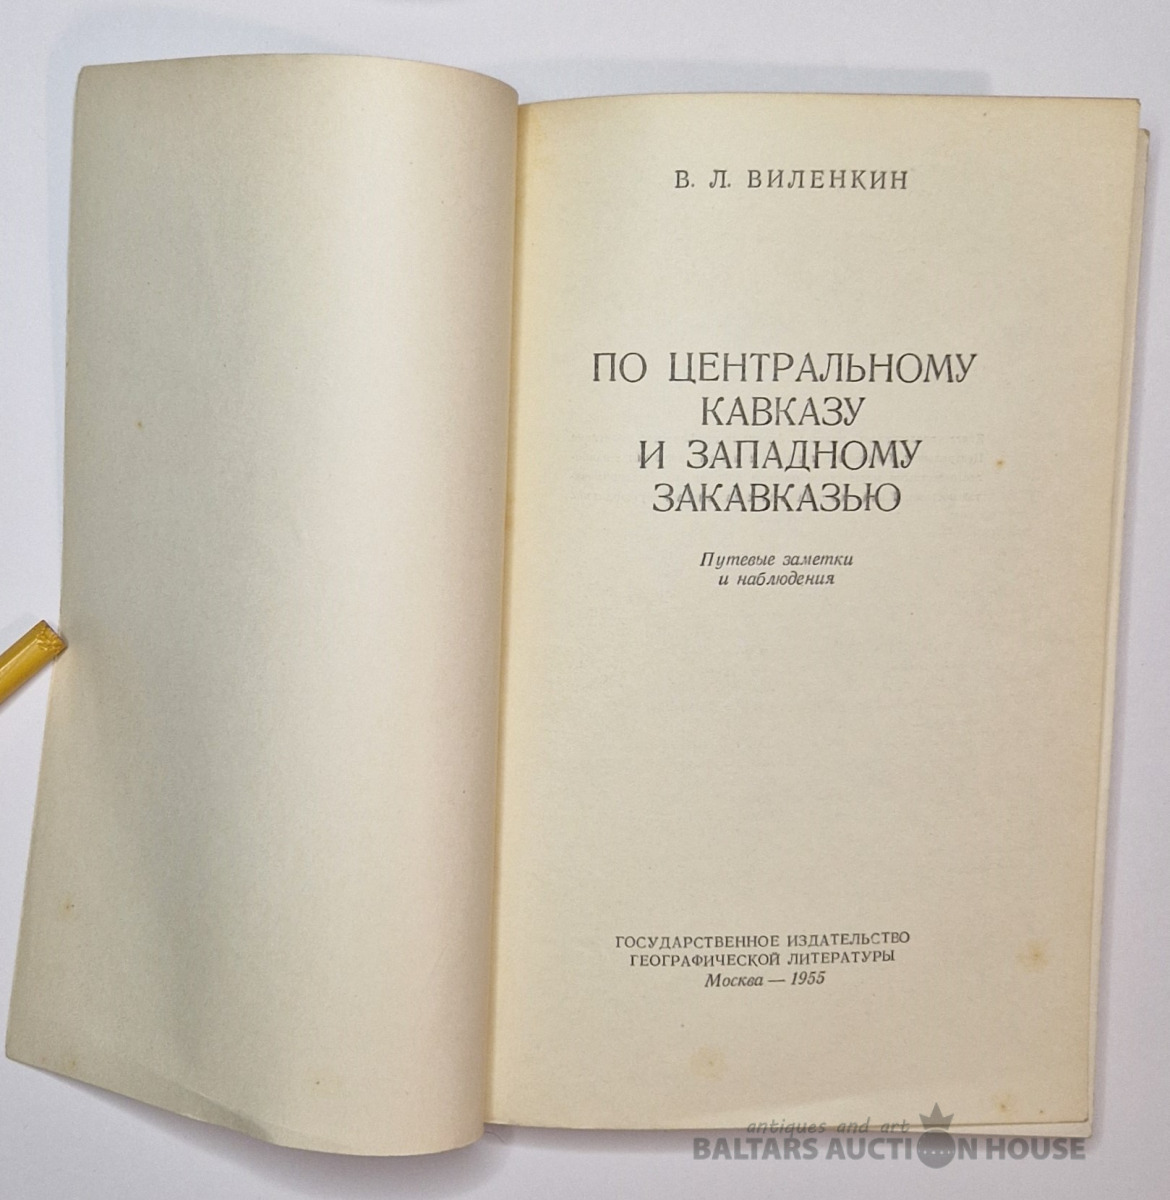 В. Л. ВИЛЕНКИН
ПО ЦЕНТРАЛЬНОМУ
КАВКАЗУ
И ЗАПАДНОМУ
ЗАКАВКАЗЬЮ
Путевые заметки
и наблюдения
ГОСУДАРСТВЕННОЕ ИЗДАТЕЛЬСТВО
ГЕОГРАФИЧЕСКОЙ ЛИТЕРАТУРЫ
Москва — 1955
antiques and art
BALTARS AUCTION HOUSE